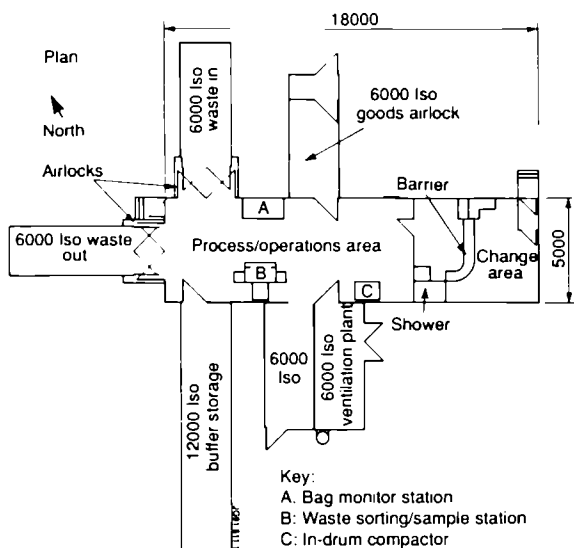 18000
Plan
North
6000 Iso
waste in
6000 Iso
goods airlock
Airlocks
Barrier
A
6000 Iso waste
out
Process/operations area
Change
area
5000
B
C
Shower
12000 Iso
buffer storage
6000
Iso
6000 Iso
ventilation plant
Key:
A. Bag monitor station
B: Waste sorting/sample station
C: In-drum compactor